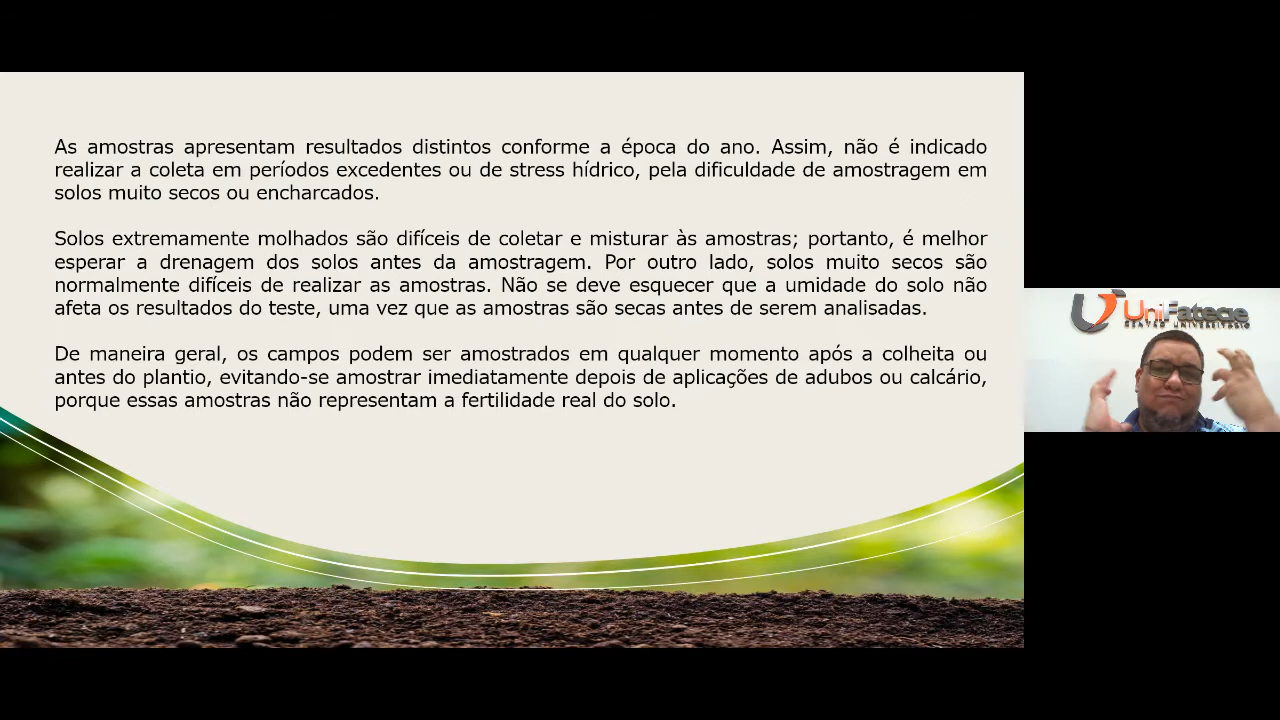 As amostras apresentam resultados distintos conforme a época do ano. Assim, não é indicado
realizar a coleta em períodos excedentes ou de stress hídrico, pela dificuldade de amostragem em
solos muito secos ou encharcados.
Solos extremamente molhados são difíceis de coletar e misturar às amostras; portanto, é melhor
esperar a drenagem dos solos antes da amostragem. Por outro lado, solos muito secos são
normalmente difíceis de realizar as amostras. Não se deve esquecer que a umidade do solo não
afeta os resultados do teste, uma vez que as amostras são secas antes de serem analisadas.
De maneira geral, os campos podem ser amostrados em qualquer momento após a colheita ou
antes do plantio, evitando-se amostrar imediatamente depois de aplicações de adubos ou calcário,
porque essas amostras não representam a fertilidade real do solo.
UniFatecie
CENTRO UNIVERSITÁRIO